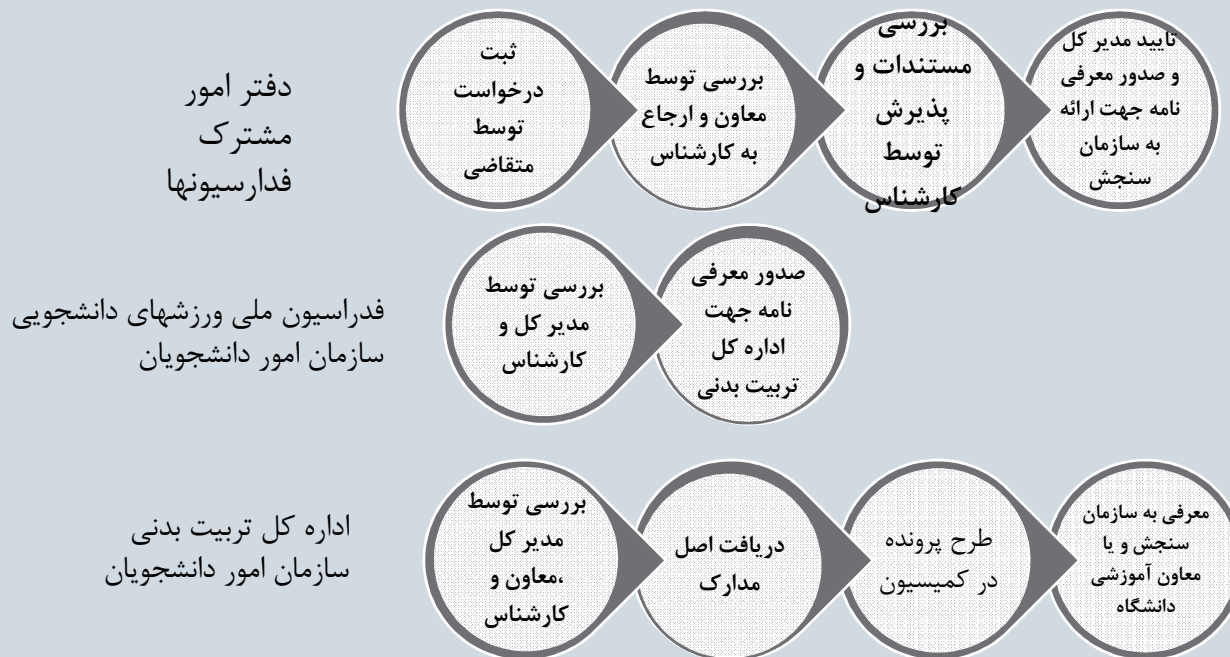 دفتر امور
مشترک
فدارسیونها
ثبت
درخواست
توسط
متقاضی
بررسی توسط
معاون و ارجاع
به کارشناس
بررسی
مستندات و
پذیرش
توسط
کارشناس
تایید مدیر کل
و صدور معرفی
نامه جهت ارائه
به سازمان
سنجش
فدراسیون ملی ورزشهای دانشجویی
سازمان امور دانشجویان
بررسی توسط
مدیر کل و
کارشناس
صدور معرفی
نامه جهت
اداره کل
تربیت بدنی
اداره کل تربیت بدنی
سازمان امور دانشجویان
بررسی توسط
مدیر کل
،معاون و
کارشناس
دریافت اصل
مدارک
طرح پرونده
در کمیسیون
معرفی به سازمان
سنجش و یا
معاون آموزشی
دانشگاه